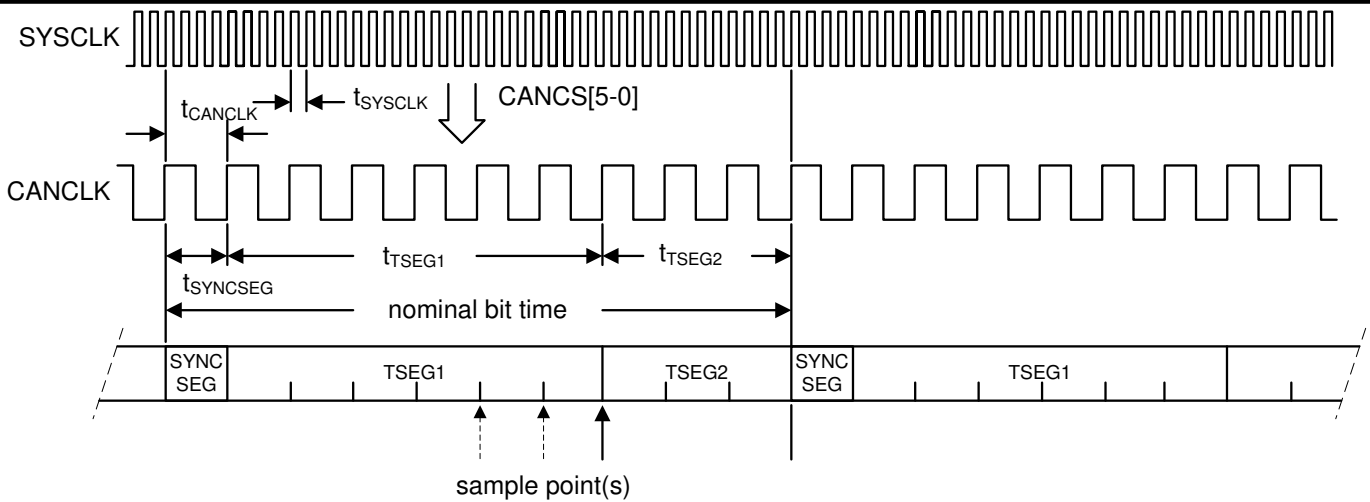 SYSCLK
tCANCLK
tSYSCLK
CANCS[5-0]
CANCLK
tTSEG1
tTSEG2
tSYNCSEG
nominal bit time
SYNC
SEG
TSEG1
TSEG2
SYNC
SEG
TSEG1
sample point(s)